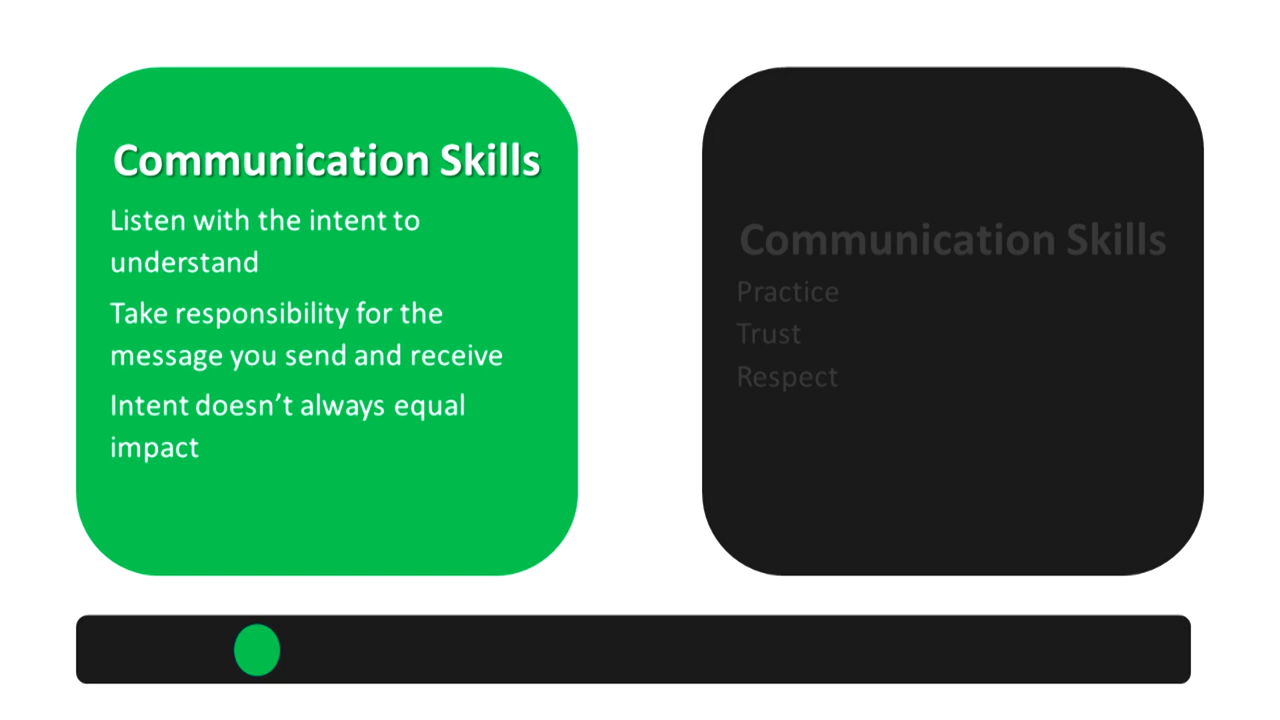 Communication Skills
Listen with the intent to
understand
Take responsibility for the
message you send and receive
Intent doesn’t always equal
impact
Communication Skills
Practice
Trust
Respect